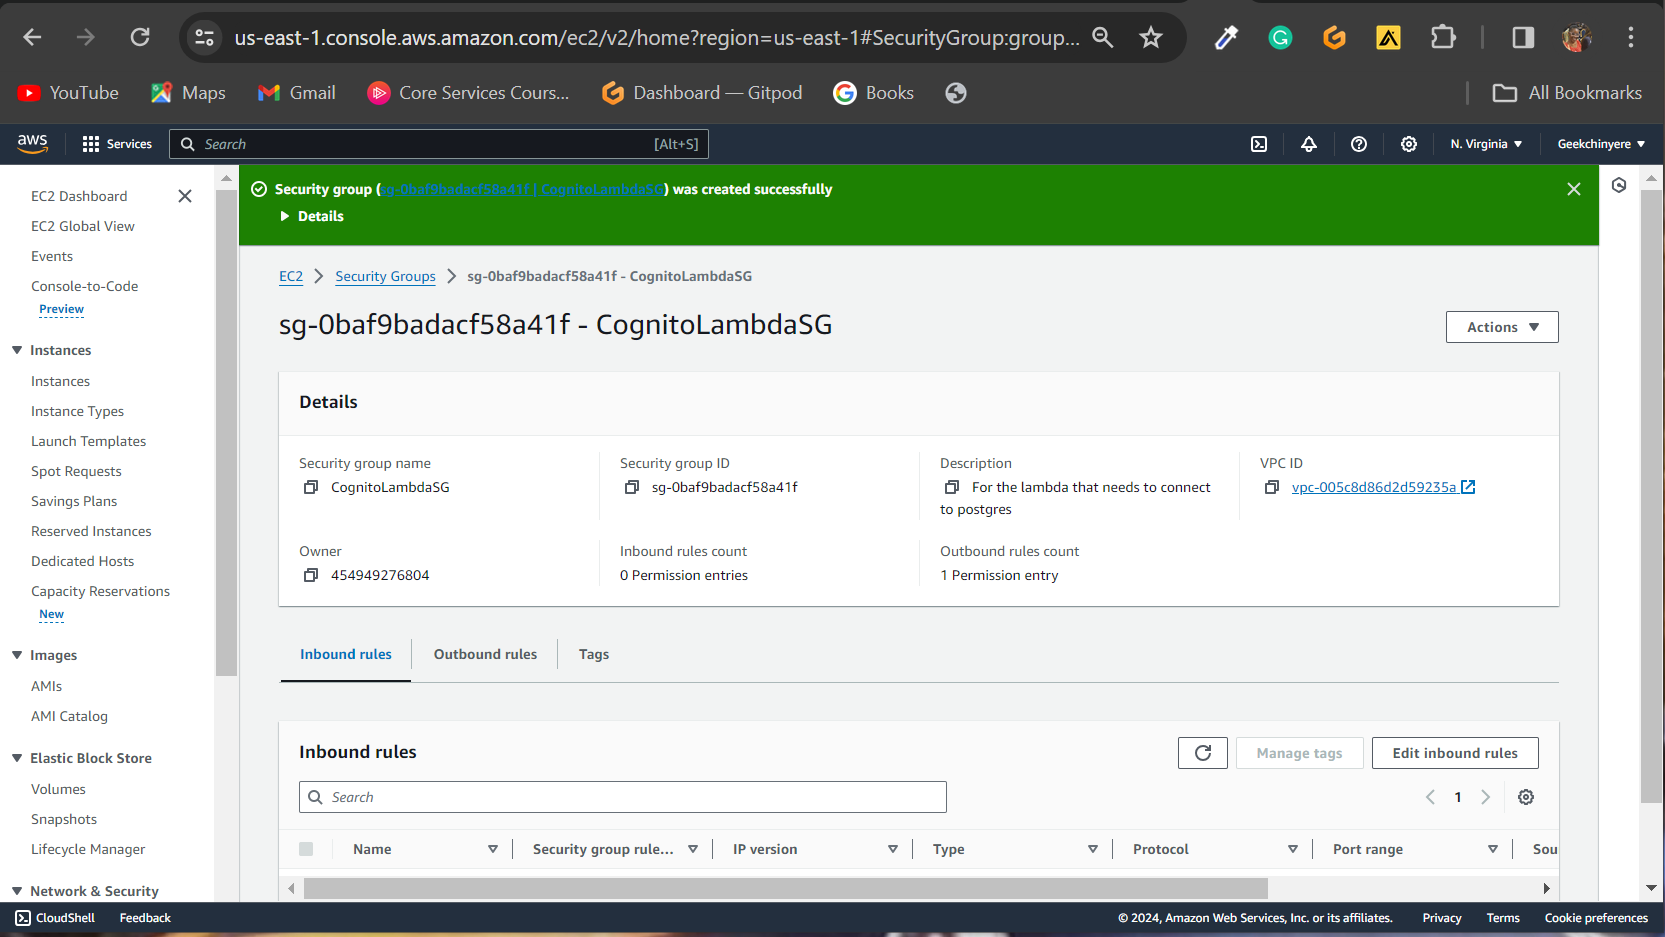 us-east-1.console.aws.amazon.com/ec2/v2/home?region=us-east-1#SecurityGroup:group...
YouTube Maps Gmail Core Services Cours... Dashboard — Gitpod Books All Bookmarks
aws Services Search [Alt+S] N. Virginia Geekchinyere
EC2 Dashboard
EC2 Global View
Events
Console-to-Code
Preview
Instances
Instances
Instance Types
Launch Templates
Spot Requests
Savings Plans
Reserved Instances
Dedicated Hosts
Capacity Reservations
New
Images
AMIs
AMI Catalog
Elastic Block Store
Volumes
Snapshots
Lifecycle Manager
Network & Security
Security group (sg-0baf9badacf58a41f | CognitoLambdaSG) was created successfully
Details
EC2 Security Groups sg-0baf9badacf58a41f - CognitoLambdaSG
sg-0baf9badacf58a41f - CognitoLambdaSG
Actions
Details
Security group name
CognitoLambdaSG
Security group ID
sg-0baf9badacf58a41f
Description
For the lambda that needs to connect
to postgres
VPC ID
vpc-005c8d86d2d59235a
Owner
454949276804
Inbound rules count
0 Permission entries
Outbound rules count
1 Permission entry
Inbound rules Outbound rules Tags
Inbound rules
Manage tags Edit inbound rules
Search
1
Name Security group rule... IP version Type Protocol Port range Sou
CloudShell Feedback © 2024, Amazon Web Services, Inc. or its affiliates. Privacy Terms Cookie preferences